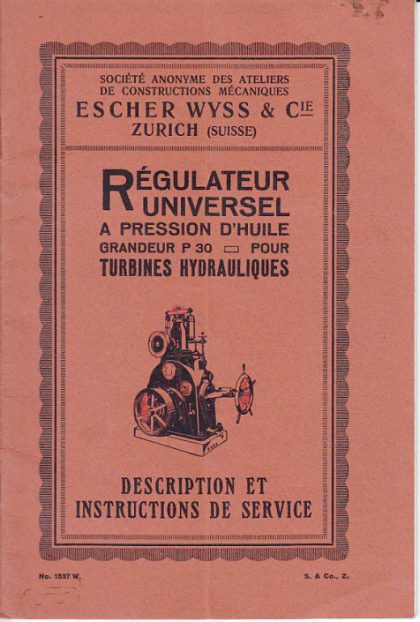 SOCIÉTÉ ANONYME DES ATELIERS
DE CONSTRUCTIONS MÉCANIQUES
ESCHER WYSS & CIE
ZURICH (SUISSE)
RÉGULATEUR
UNIVERSEL
A PRESSION D'HUILE
GRANDEUR P 30 POUR
TURBINES HYDRAULIQUES
DESCRIPTION ET
INSTRUCTIONS DE SERVICE
No. 1537 W. S. & Co., Z.